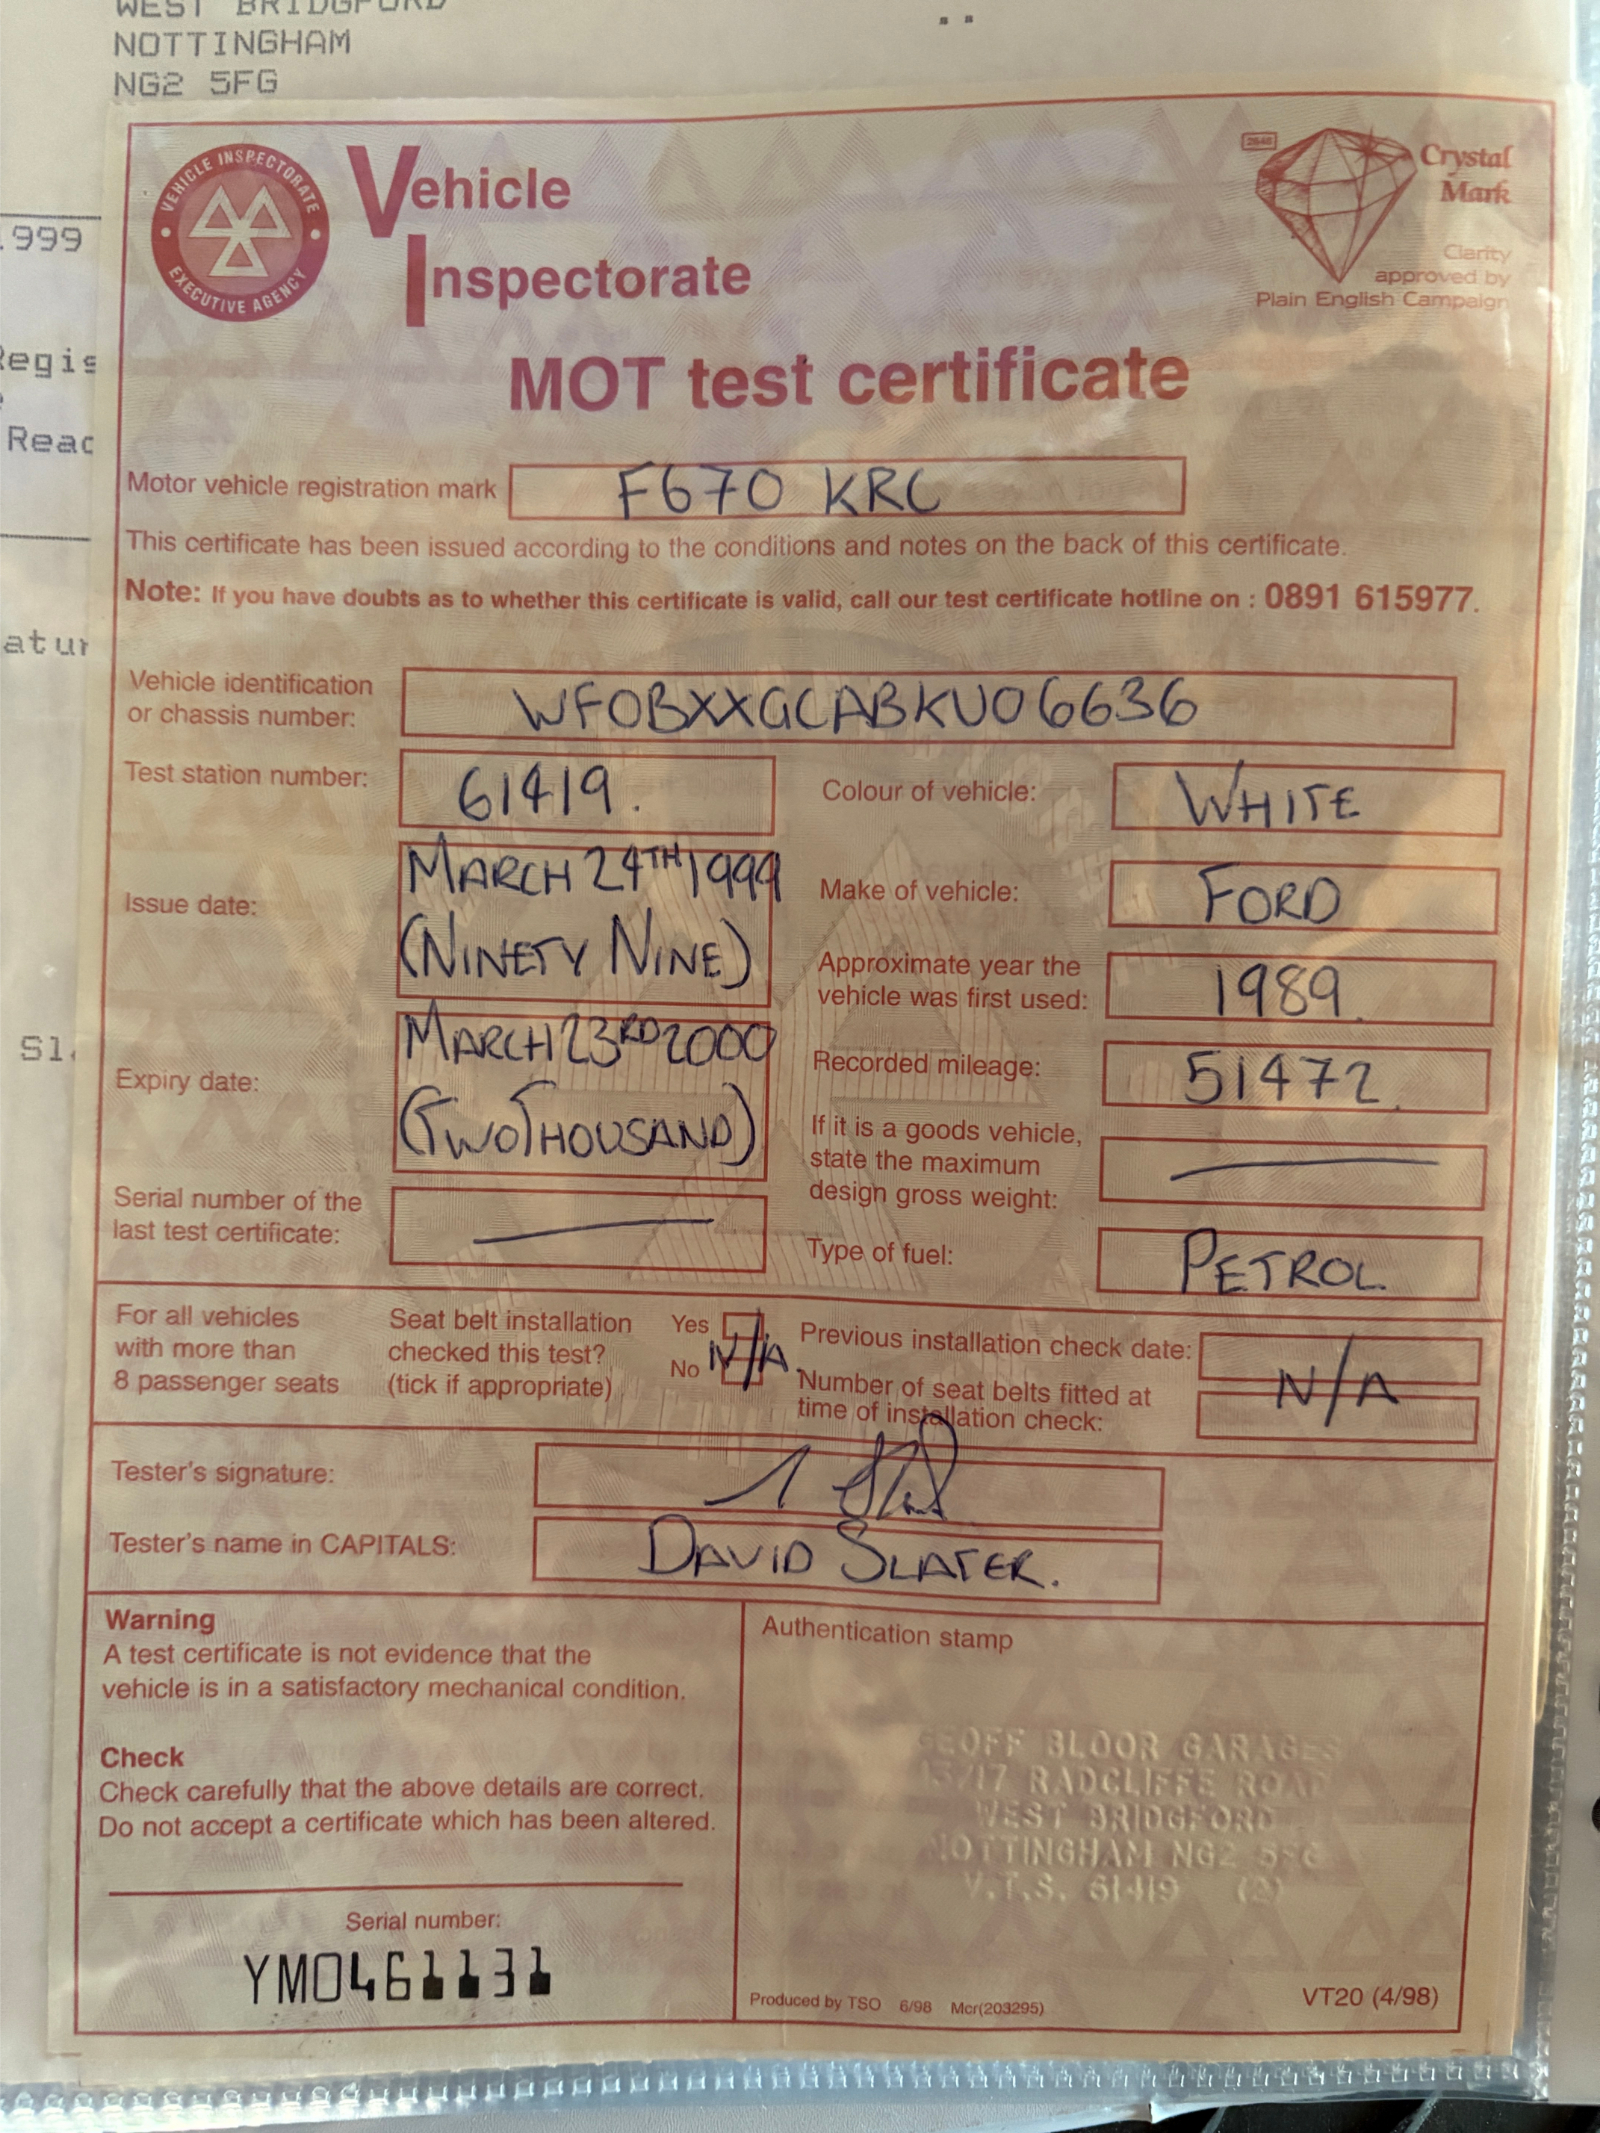 WEST BRIDGFORD
NOTTINGHAM
NG2 5FG
1999
Regis
Read
atur
Sl
VEHICLE INSPECTORATE
EXECUTIVE AGENCY
Vehicle
Inspectorate
2640
Crystal
Mark
Clarity
approved by
Plain English Campaign
MOT test certificate
Motor vehicle registration mark F670 KRC
This certificate has been issued according to the conditions and notes on the back of this certificate.
Note: If you have doubts as to whether this certificate is valid, call our test certificate hotline on : 0891 615977.
Vehicle identification
or chassis number: WFOBXXGCABKU06636
Test station number: 61419.
Colour of vehicle: WHITE
Issue date: MARCH 24TH 1999
(NINETY NINE)
Make of vehicle: FORD
Approximate year the
vehicle was first used: 1989.
Expiry date: MARCH 23RD 2000
(TWO THOUSAND)
Recorded mileage: 51472.
If it is a goods vehicle,
state the maximum
design gross weight:
Serial number of the
last test certificate:
Type of fuel: PETROL.
For all vehicles
with more than
8 passenger seats
Seat belt installation
checked this test?
(tick if appropriate)
Yes
No N/A
Previous installation check date:
Number of seat belts fitted at
time of installation check:
N/A
Tester's signature:
Tester's name in CAPITALS: DAVID SLATER.
Warning
A test certificate is not evidence that the
vehicle is in a satisfactory mechanical condition.
Check
Check carefully that the above details are correct.
Do not accept a certificate which has been altered.
Serial number:
YM0461131
Authentication stamp
GEOFF BLOOR GARAGES
15/17 RADCLIFFE ROAD
WEST BRIDGFORD
NOTTINGHAM NG2 5FG
V.T.S. 61419 (2)
Produced by TSO 6/98 Mcr(203295)
VT20 (4/98)